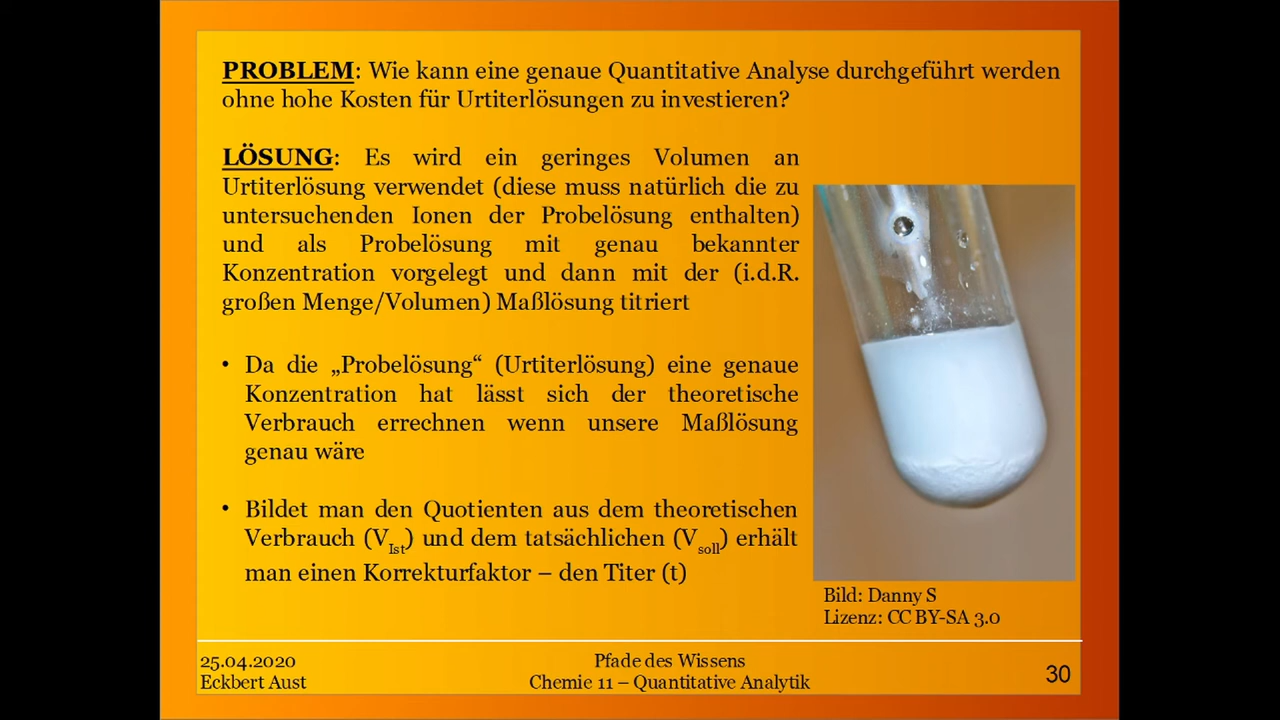 PROBLEM: Wie kann eine genaue Quantitative Analyse durchgeführt werden
ohne hohe Kosten für Urtiterlösungen zu investieren?
LÖSUNG: Es wird ein geringes Volumen an
Urtiterlösung verwendet (diese muss natürlich die zu
untersuchenden Ionen der Probelösung enthalten)
und als Probelösung mit genau bekannter
Konzentration vorgelegt und dann mit der (i.d.R.
großen Menge/Volumen) Maßlösung titriert
• Da die „Probelösung“ (Urtiterlösung) eine genaue
Konzentration hat lässt sich der theoretische
Verbrauch errechnen wenn unsere Maßlösung
genau wäre
• Bildet man den Quotienten aus dem theoretischen
Verbrauch (VIst) und dem tatsächlichen (Vsoll) erhält
man einen Korrekturfaktor – den Titer (t)
Bild: Danny S
Lizenz: CC BY-SA 3.0
25.04.2020
Eckbert Aust
Pfade des Wissens
Chemie 11 – Quantitative Analytik
30